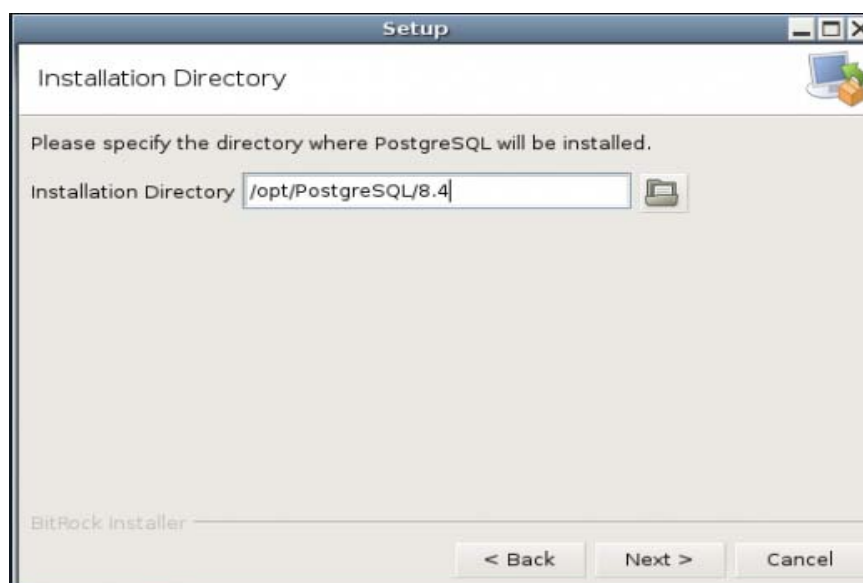 Setup
Installation Directory
Please specify the directory where PostgreSQL will be installed.
Installation Directory /opt/PostgreSQL/8.4
BitRock Installer
< Back Next > Cancel